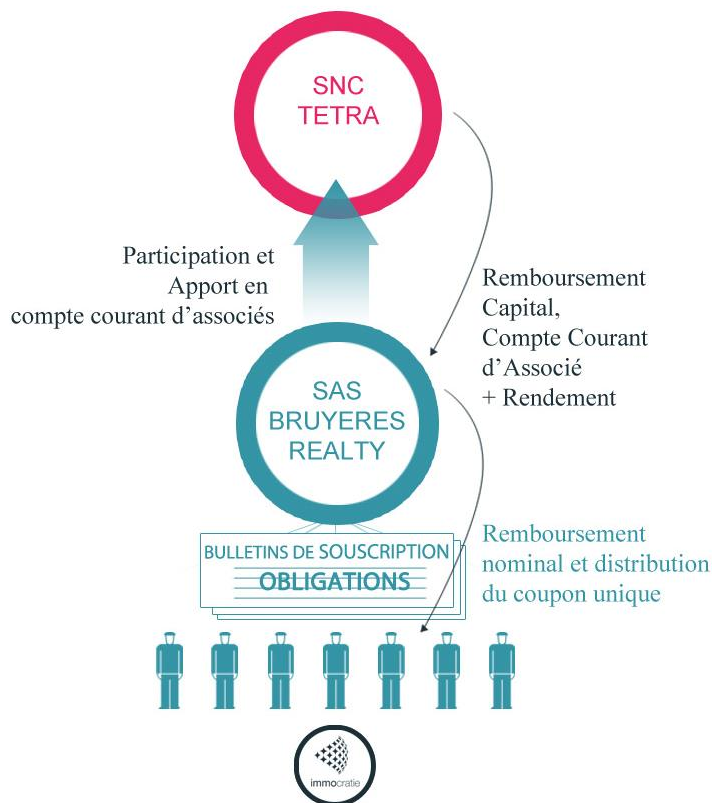 SNC
TETRA
Participation et
Apport en
compte courant d’associés
Remboursement
Capital,
Compte Courant
d’Associé
+ Rendement
SAS
BRUYERES
REALTY
BULLETINS DE SOUSCRIPTION
OBLIGATIONS
Remboursement
nominal et distribution
du coupon unique
immocratie